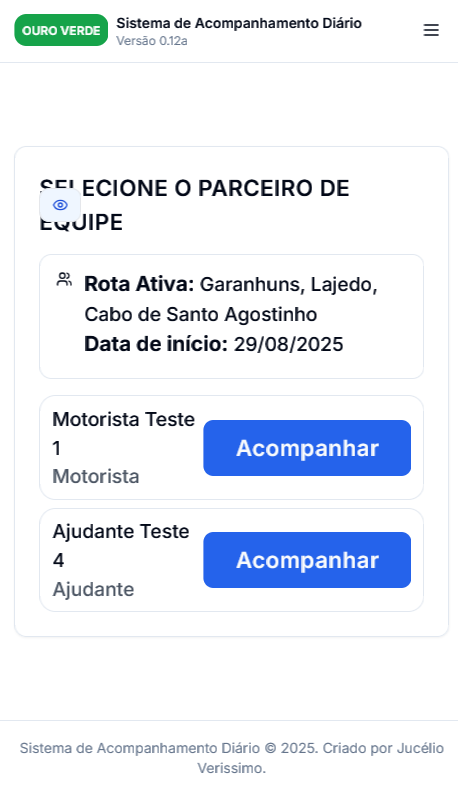 OURO VERDE
Sistema de Acompanhamento Diário
Versão 0.12a
SELECIONE O PARCEIRO DE
EQUIPE
Rota Ativa: Garanhuns, Lajedo,
Cabo de Santo Agostinho
Data de início: 29/08/2025
Motorista Teste
1
Motorista
Acompanhar
Ajudante Teste
4
Ajudante
Acompanhar
Sistema de Acompanhamento Diário © 2025. Criado por Jucélio
Verissimo.